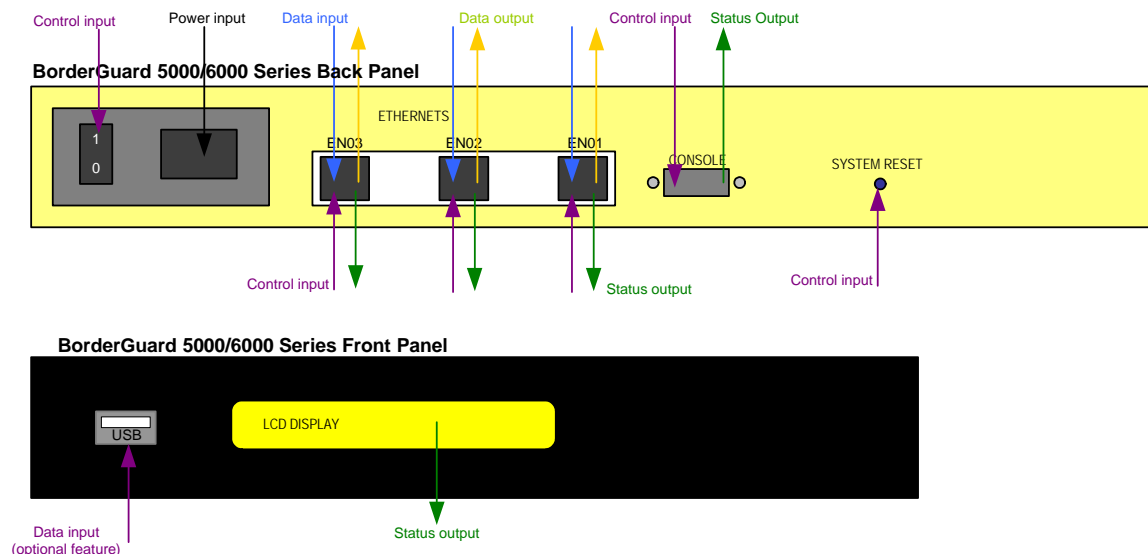 Control input
Power input
Data input
Data output
Control input
Status Output
BorderGuard 5000/6000 Series Back Panel
ETHERNETS
1
0
EN03
EN02
EN01
CONSOLE
SYSTEM RESET
Control input
Status output
Control input
BorderGuard 5000/6000 Series Front Panel
USB
LCD DISPLAY
Data input
(optional feature)
Status output